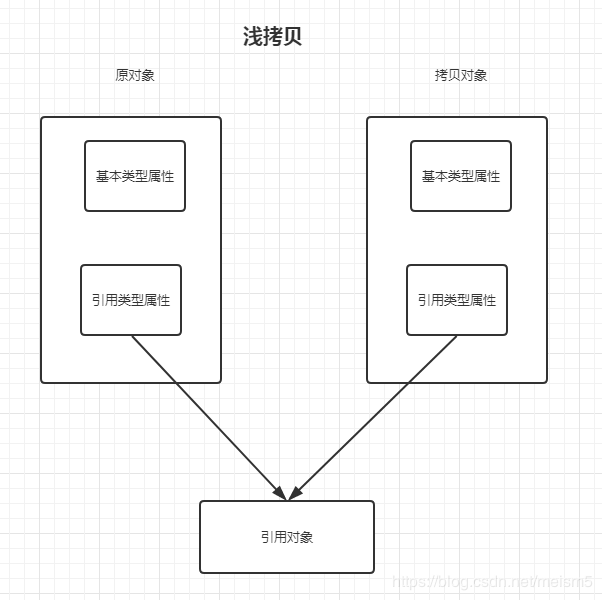 浅拷贝
原对象
拷贝对象
基本类型属性
基本类型属性
引用类型属性
引用类型属性
引用对象
https://blog.csdn.net/meism5